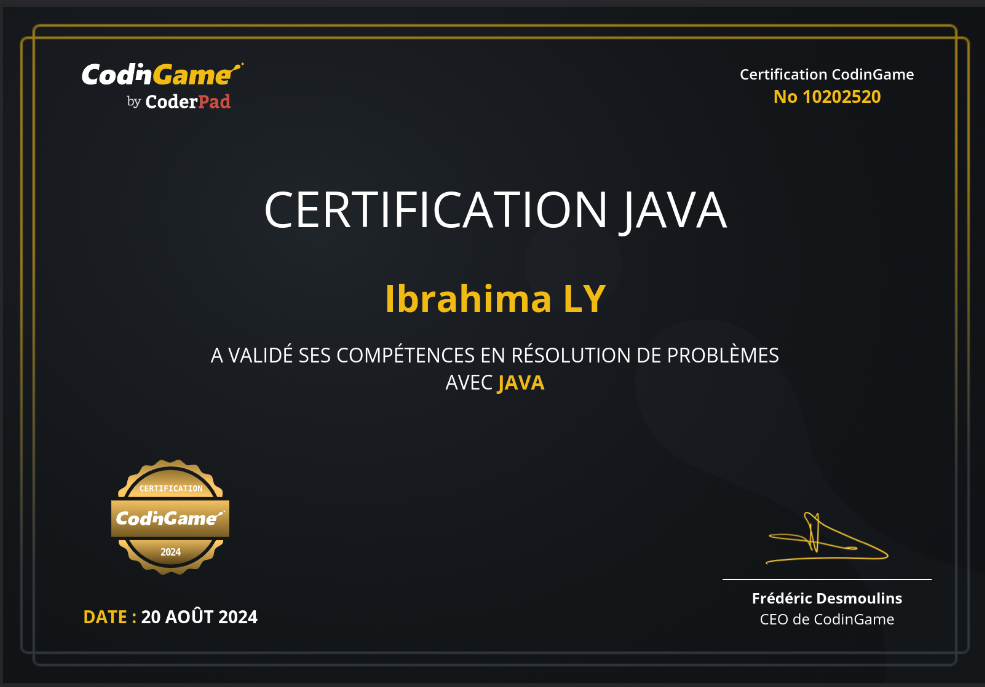 CodinGame
by CoderPad
Certification CodinGame
No 10202520
CERTIFICATION JAVA
Ibrahima LY
A VALIDÉ SES COMPÉTENCES EN RÉSOLUTION DE PROBLÈMES
AVEC JAVA
CERTIFICATION
CodinGame
2024
DATE : 20 AOÛT 2024
Frédéric Desmoulins
CEO de CodinGame